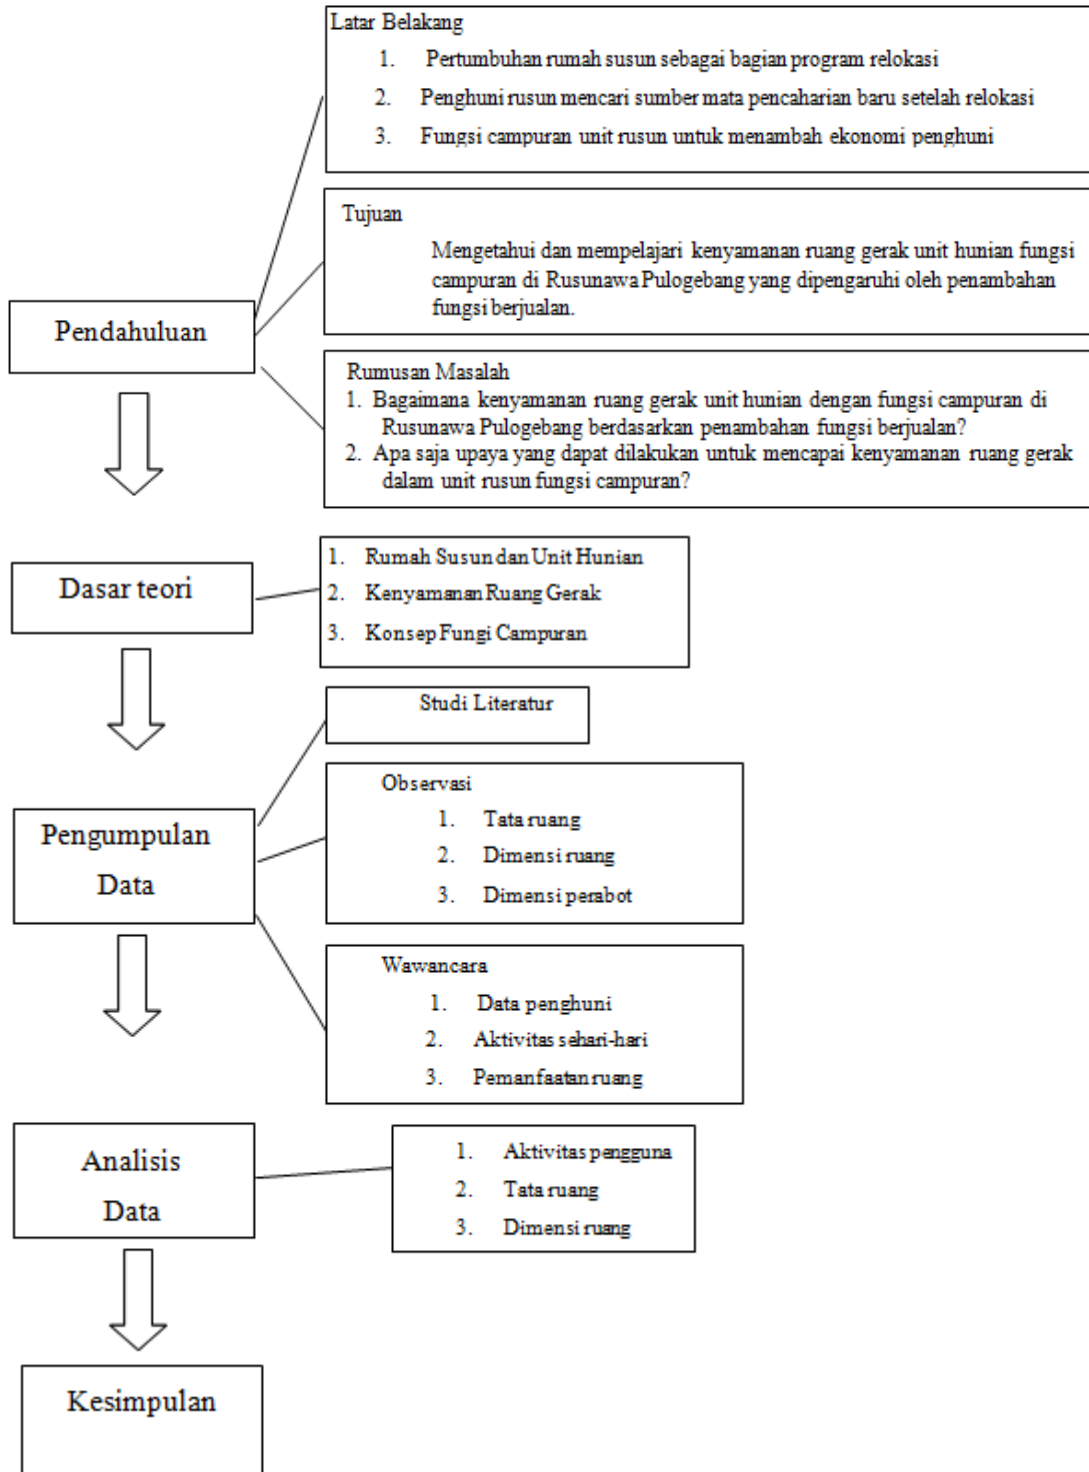 Latar Belakang
1. Pertumbuhan rumah susun sebagai bagian program relokasi
2. Penghuni rusun mencari sumber mata pencaharian baru setelah relokasi
3. Fungsi campuran unit rusun untuk menambah ekonomi penghuni
Tujuan
Mengetahui dan mempelajari kenyamanan ruang gerak unit hunian fungsi
campuran di Rusunawa Pulogebang yang dipengaruhi oleh penambahan
fungsi berjualan.
Pendahuluan
Rumusan Masalah
1. Bagaimana kenyamanan ruang gerak unit hunian dengan fungsi campuran di
Rusunawa Pulogebang berdasarkan penambahan fungsi berjualan?
2. Apa saja upaya yang dapat dilakukan untuk mencapai kenyamanan ruang gerak
dalam unit rusun fungsi campuran?
Dasar teori
1. Rumah Susun dan Unit Hunian
2. Kenyamanan Ruang Gerak
3. Konsep Fungi Campuran
Studi Literatur
Pengumpulan
Data
Observasi
1. Tata ruang
2. Dimensi ruang
3. Dimensi perabot
Wawancara
1. Data penghuni
2. Aktivitas sehari-hari
3. Pemanfaatan ruang
Analisis
Data
1. Aktivitas pengguna
2. Tata ruang
3. Dimensi ruang
Kesimpulan